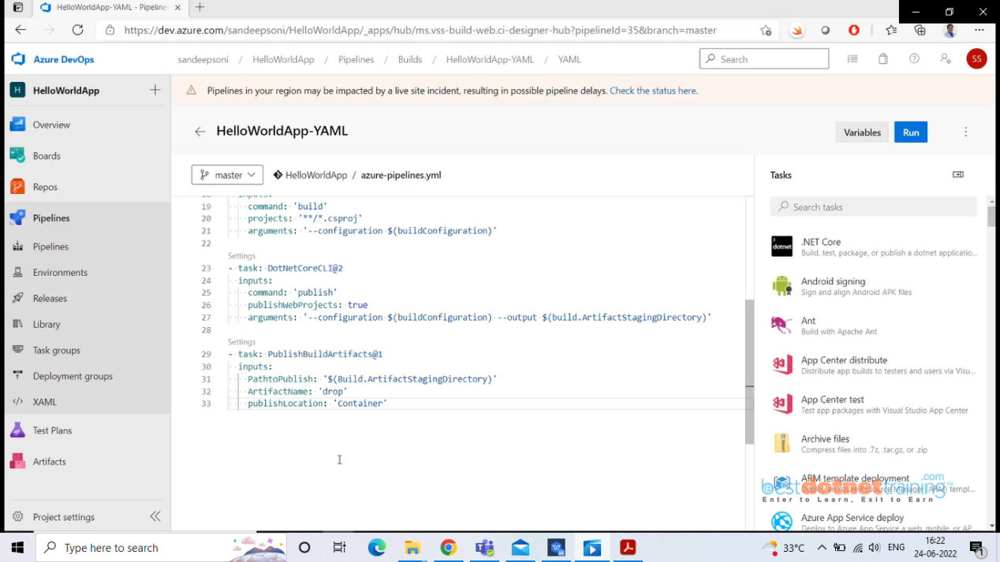 HelloWorldApp-YAML - Pipelines
https://dev.azure.com/sandeepsoni/HelloWorldApp/_apps/hub/ms.vss-build-web.ci-designer-hub?pipelineId=35&branch=master
Azure DevOps
sandeepsoni / HelloWorldApp / Pipelines / Builds / HelloWorldApp-YAML / YAML
Search
SS
H HelloWorldApp
Pipelines in your region may be impacted by a live site incident, resulting in possible pipeline delays. Check the status here.
Overview
Boards
Repos
Pipelines
Pipelines
Environments
Releases
Library
Task groups
Deployment groups
XAML
Test Plans
Artifacts
Project settings
HelloWorldApp-YAML
Variables
Run
master
HelloWorldApp / azure-pipelines.yml
18 inputs:
19 command: 'build'
20 projects: '**/*.csproj'
21 arguments: '--configuration $(buildConfiguration)'
22
Settings
23 - task: DotNetCoreCLI@2
24 inputs:
25 command: 'publish'
26 publishWebProjects: true
27 arguments: '--configuration $(buildConfiguration) --output $(build.ArtifactStagingDirectory)'
28
Settings
29 - task: PublishBuildArtifacts@1
30 inputs:
31 PathtoPublish: '$(Build.ArtifactStagingDirectory)'
32 ArtifactName: 'drop'
33 publishLocation: 'Container'
Tasks
Search tasks
dotnet
.NET Core
Build, test, package, or publish a dotnet applicatio...
Android signing
Sign and align Android APK files
Ant
Build with Apache Ant
App Center distribute
Distribute app builds to testers and users via Visu...
App Center test
Test app packages with Visual Studio App Center
Archive files
Compress files into .7z, .tar.gz, or .zip
ARM template deployment
Deploy an Azure Resource Manager (ARM) templ...
Azure App Service deploy
Deploy to Azure App Service a web, mobile, or AP
bestdotnettraining.com™
Enter to Learn, Exit to Earn
Type here to search
33°C
ENG
16:22
24-06-2022
1